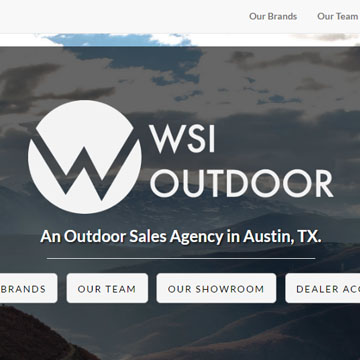 Our Brands Our Team
WSI
OUTDOOR
An Outdoor Sales Agency in Austin, TX.
BRANDS OUR TEAM OUR SHOWROOM DEALER AC